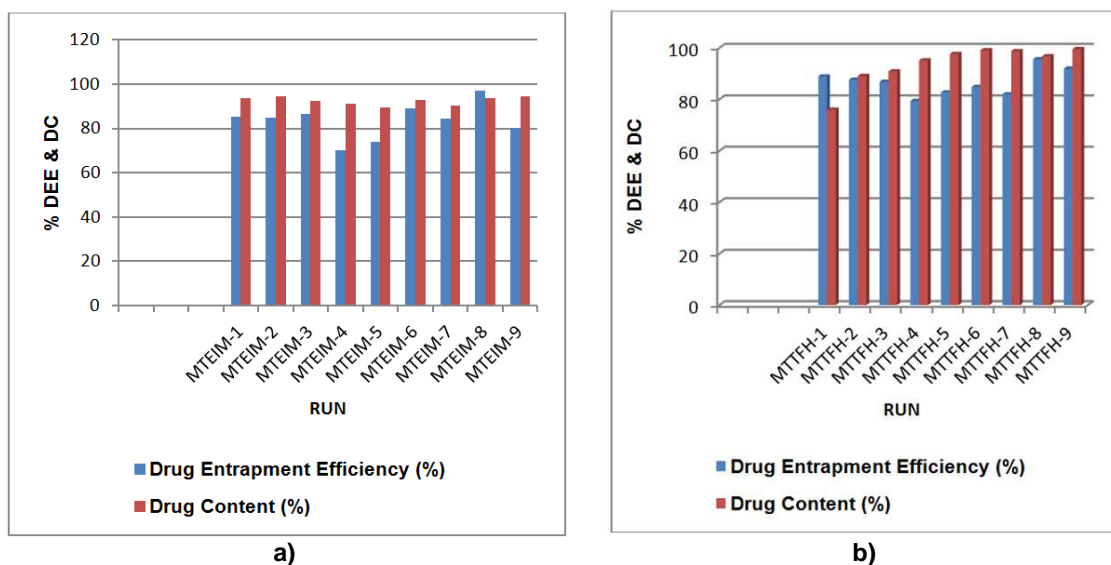 120
100
80
60
40
20
0
% DEE & DC
MTEIM-1
MTEIM-2
MTEIM-3
MTEIM-4
MTEIM-5
MTEIM-6
MTEIM-7
MTEIM-8
MTEIM-9
RUN
Drug Entrapment Efficiency (%)
Drug Content (%)
a)
100
80
60
40
20
0
% DEE & DC
MTTFH-1
MTTFH-2
MTTFH-3
MTTFH-4
MTTFH-5
MTTFH-6
MTTFH-7
MTTFH-8
MTTFH-9
RUN
Drug Entrapment Efficiency (%)
Drug Content (%)
b)